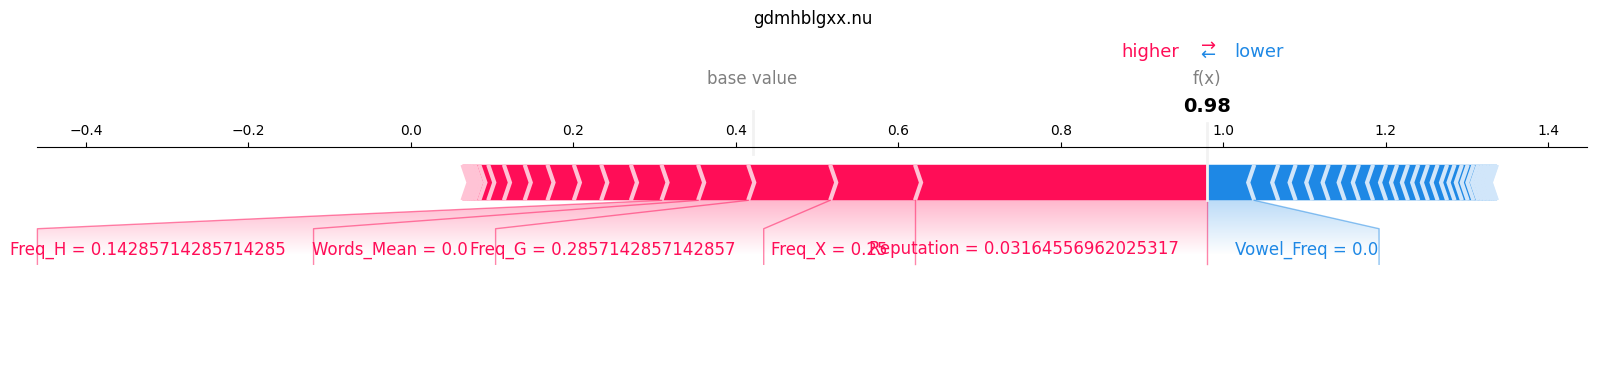 gdmhblgxx.nu
higher → ← lower
base value f(x)
0.98
−0.4 −0.2 0.0 0.2 0.4 0.6 0.8 1.0 1.2 1.4
Freq_H = 0.14285714285714285 Words_Mean = 0.0 Freq_G = 0.2857142857142857 Freq_X = 0.25 Reputation = 0.03164556962025317 Vowel_Freq = 0.0